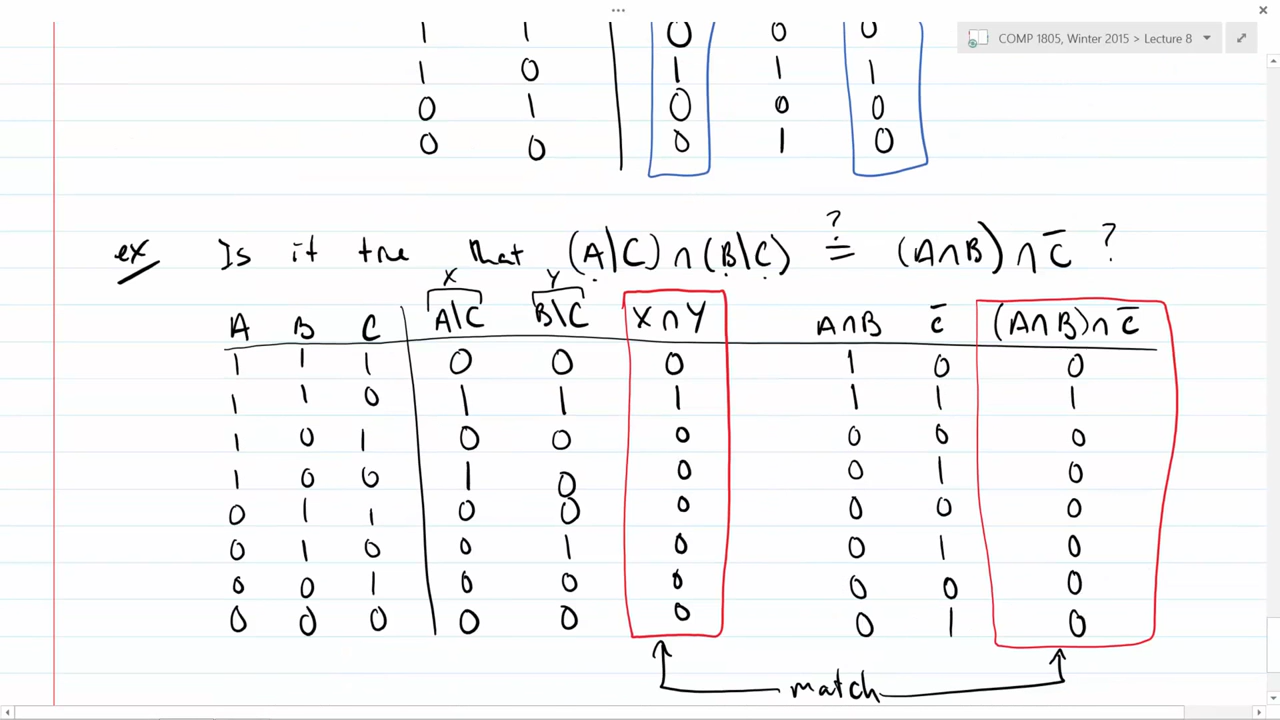 COMP 1805, Winter 2015 > Lecture 8
1 1 0 0 0
1 0 1 1 1
0 1 0 0 0
0 0 0 1 0
ex Is it true that (A\C)∩(B\C) ?= (A∩B)∩C̅ ?
X Y
A B C A\C B\C X∩Y A∩B C̅ (A∩B)∩C̅
1 1 1 0 0 0 1 0 0
1 1 0 1 1 1 1 1 1
1 0 1 0 0 0 0 0 0
1 0 0 1 0 0 0 1 0
0 1 1 0 0 0 0 0 0
0 1 0 0 1 0 0 1 0
0 0 1 0 0 0 0 0 0
0 0 0 0 0 0 0 1 0
match